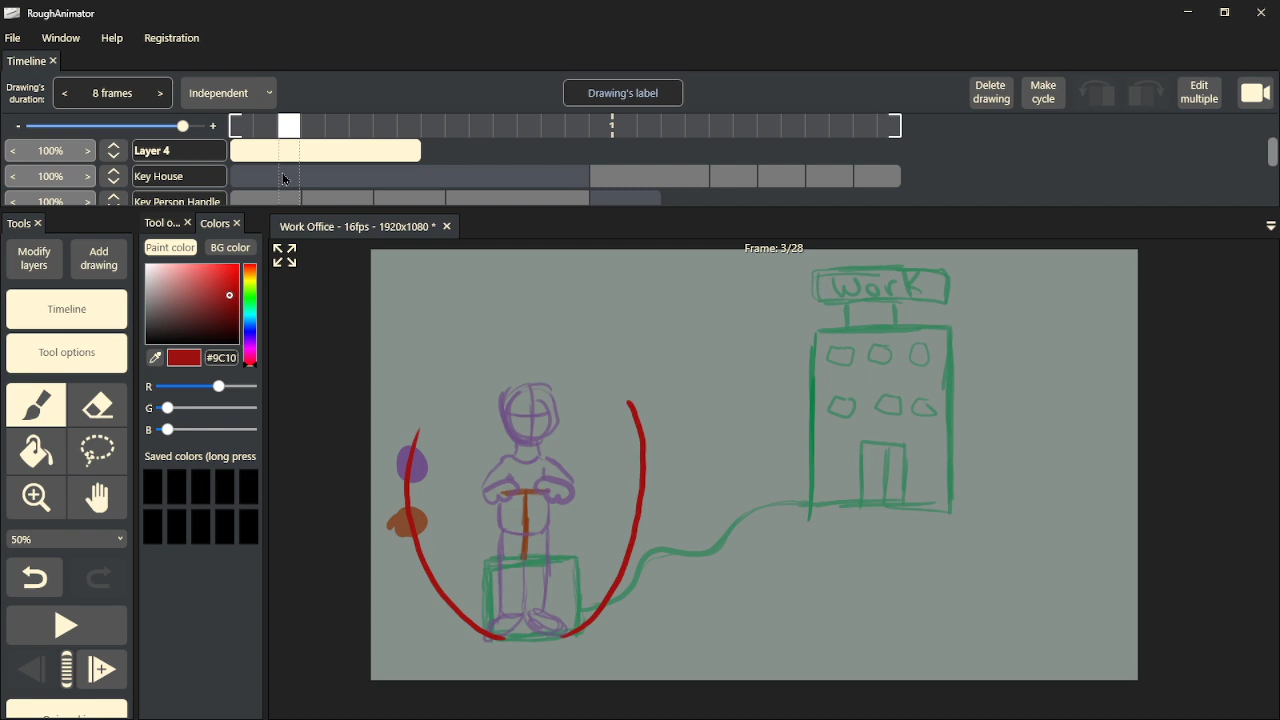 RoughAnimator
File Window Help Registration
Timeline
Drawing's duration: < 8 frames > Independent Drawing's label Delete drawing Make cycle Edit multiple
- + 1
< 100% > Layer 4
< 100% > Key House
< 100% > Key Person Handle
Tools Tool o... Colors Work Office - 16fps - 1920x1080 *
Modify layers Add drawing Paint color BG color Frame: 3/28
Work
Timeline
Tool options
#9C10
R
G
B
Saved colors (long press
50%